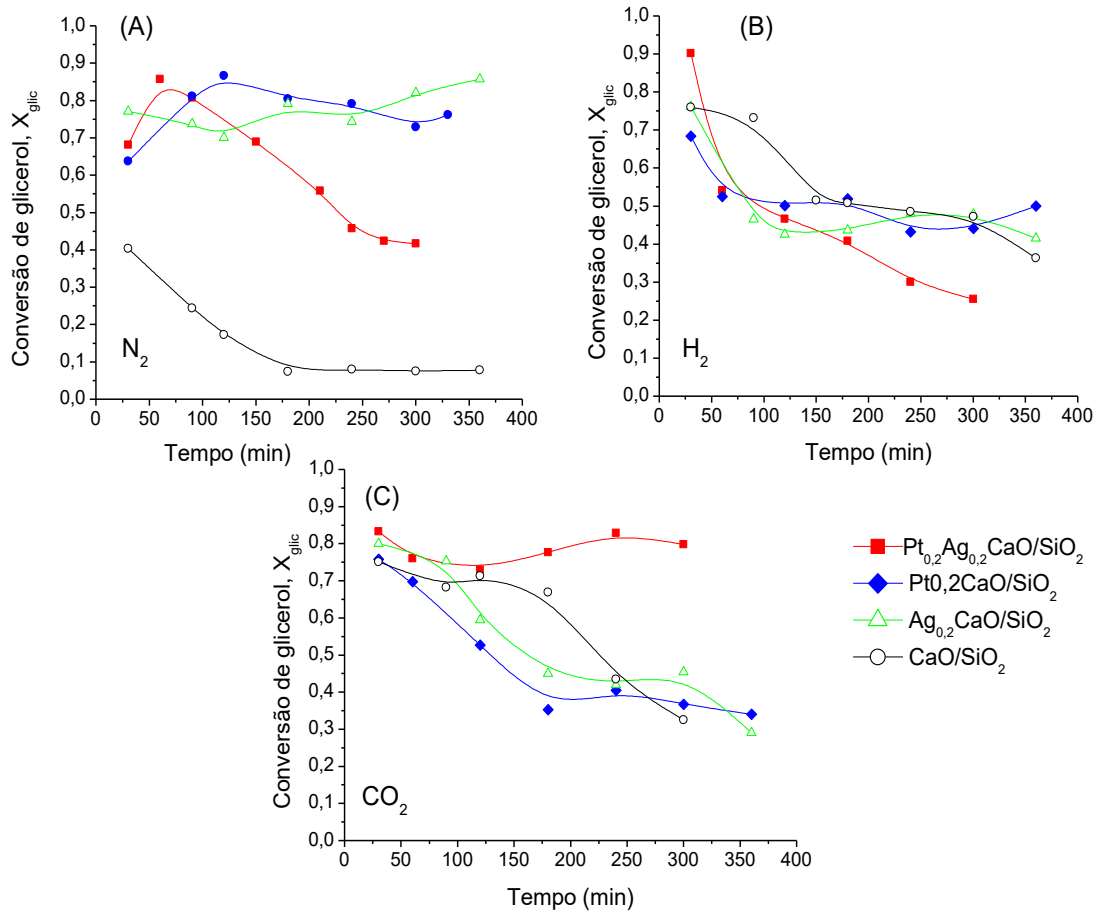 (A)
Conversão de glicerol, X_glic
1,0
0,9
0,8
0,7
0,6
0,5
0,4
0,3
0,2
0,1
0,0
N₂
0 50 100 150 200 250 300 350 400
Tempo (min)
(B)
Conversão de glicerol, X_glic
1,0
0,9
0,8
0,7
0,6
0,5
0,4
0,3
0,2
0,1
0,0
H₂
0 50 100 150 200 250 300 350 400
Tempo (min)
(C)
Conversão de glicerol, X_glic
1,0
0,9
0,8
0,7
0,6
0,5
0,4
0,3
0,2
0,1
0,0
CO₂
0 50 100 150 200 250 300 350 400
Tempo (min)
Pt₀,₂Ag₀,₂CaO/SiO₂
Pt0,2CaO/SiO₂
Ag₀,₂CaO/SiO₂
CaO/SiO₂